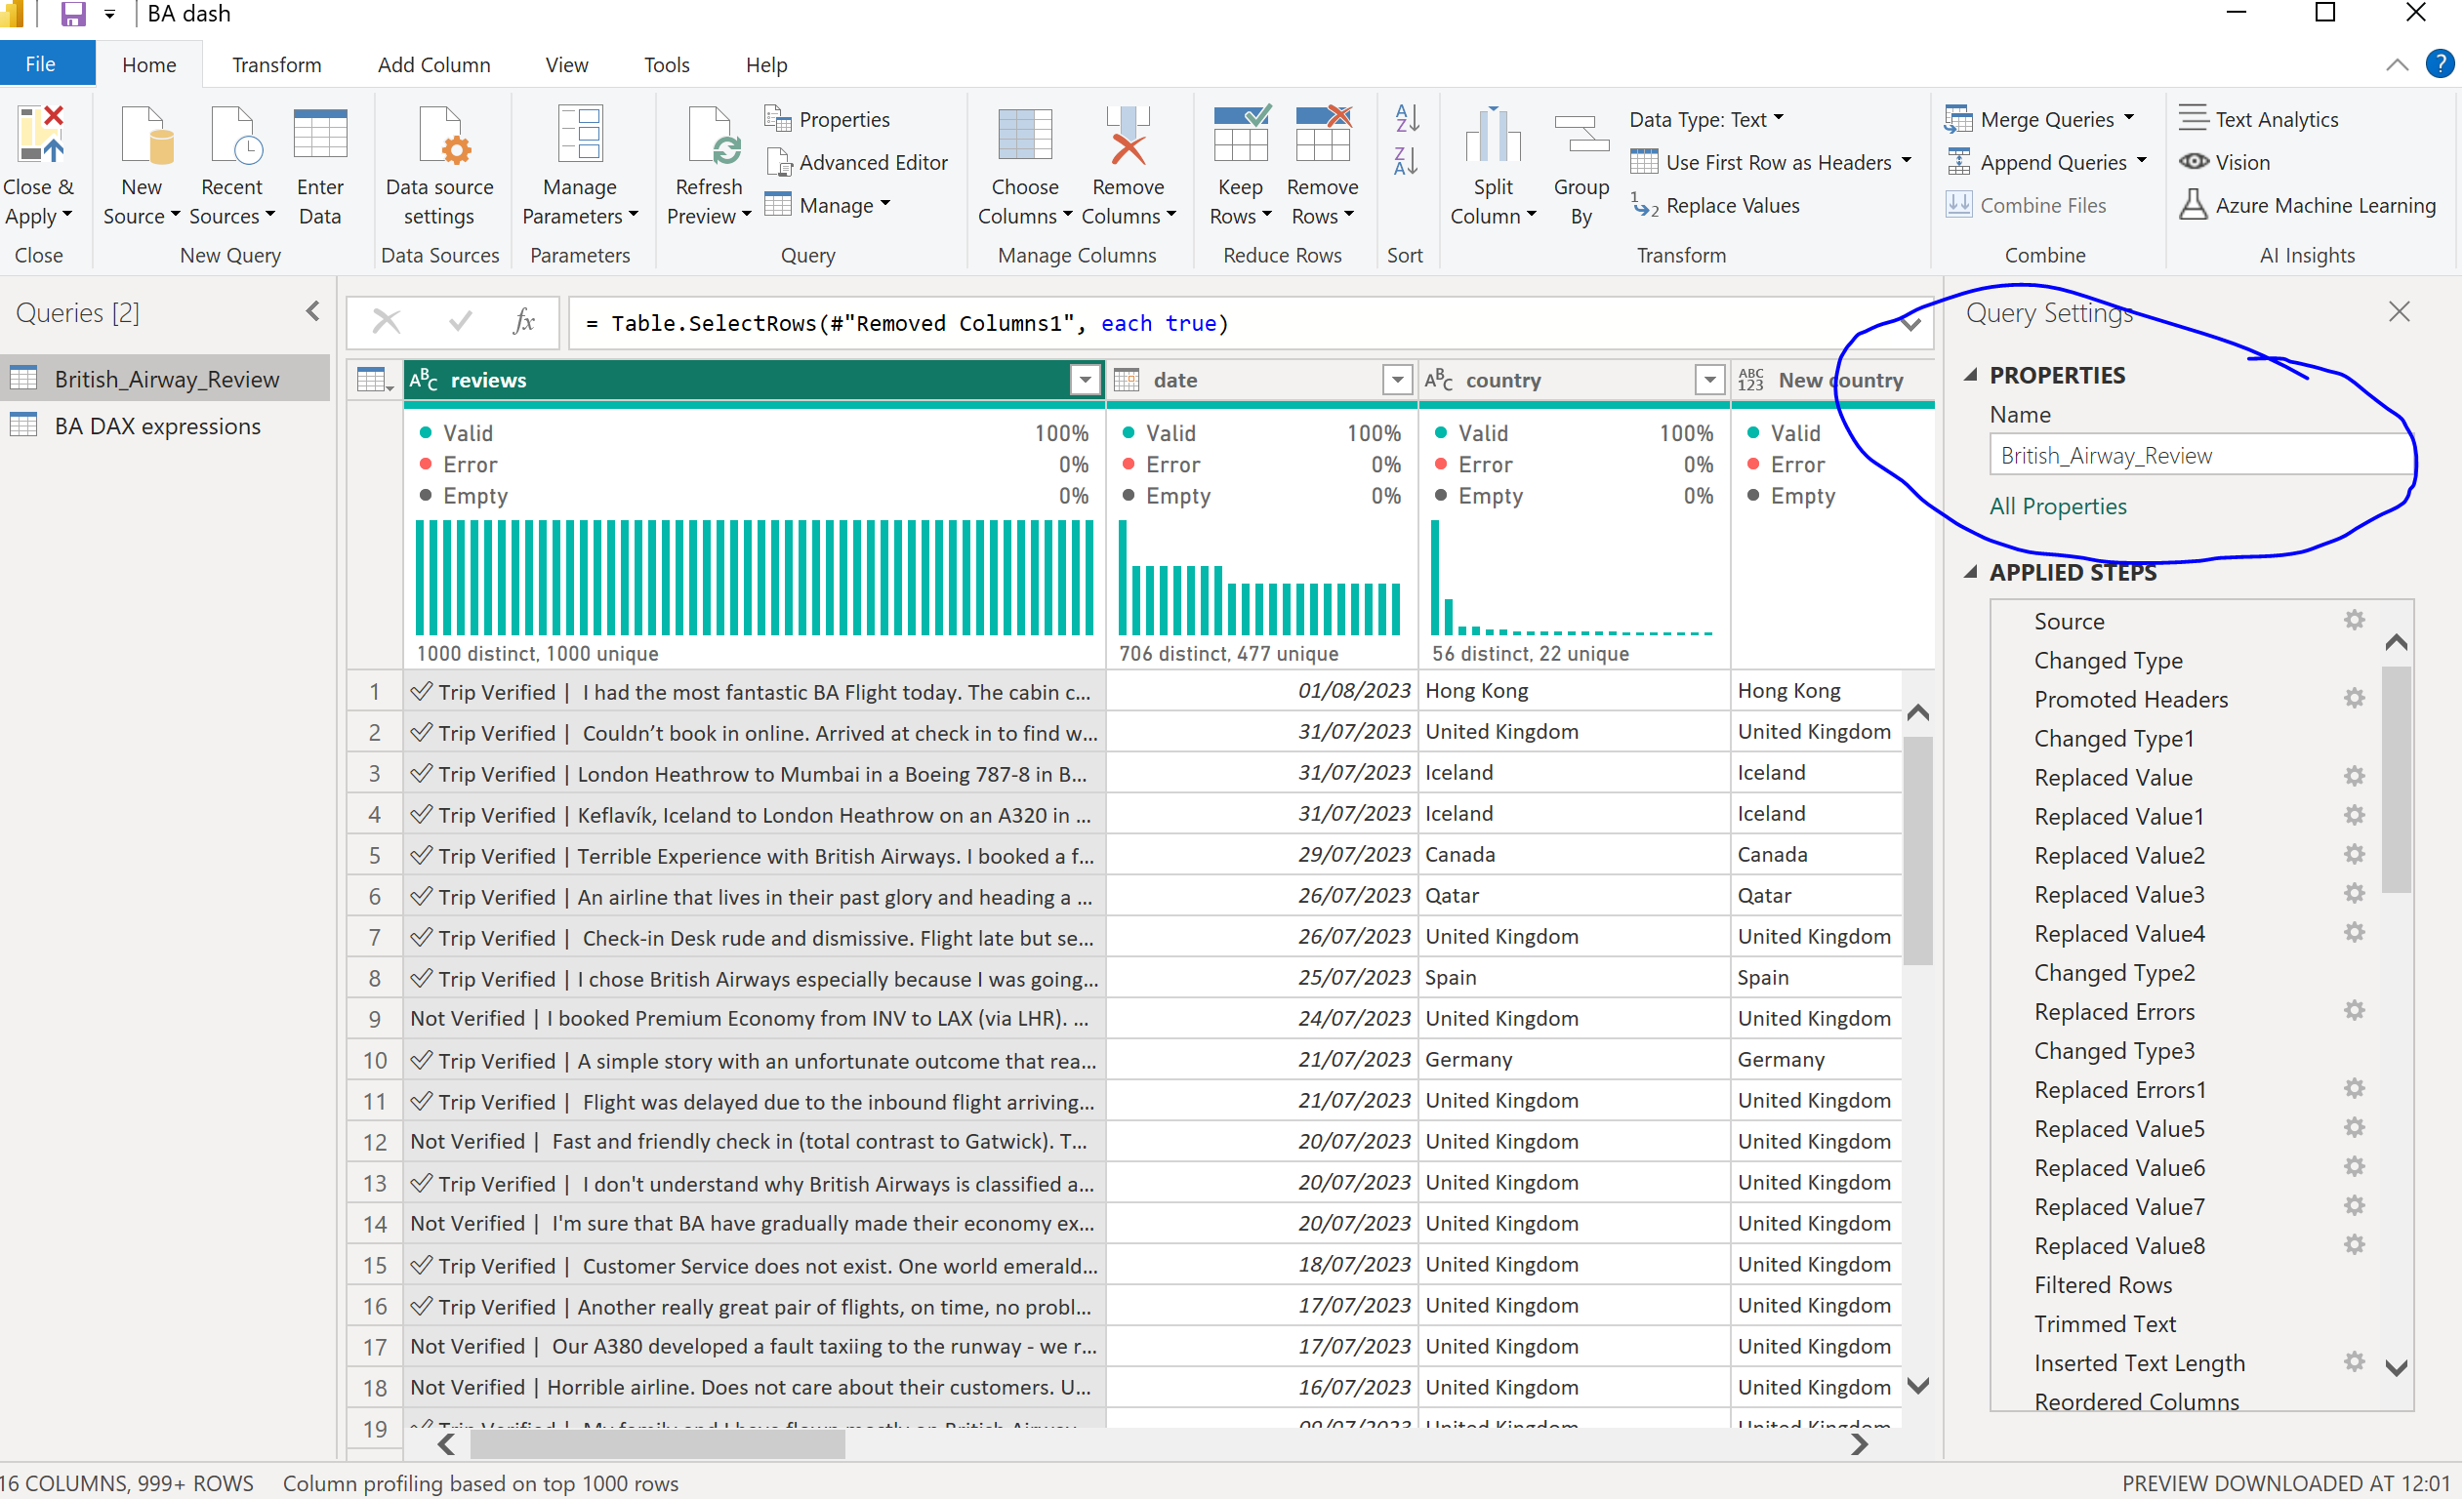 BA dash
File Home Transform Add Column View Tools Help
Close & Apply
Close
New Source
Recent Sources
Enter Data
New Query
Data source settings
Data Sources
Manage Parameters
Parameters
Refresh Preview
Properties
Advanced Editor
Manage
Query
Choose Columns
Remove Columns
Manage Columns
Keep Rows
Remove Rows
Reduce Rows
Sort
Split Column
Group By
Data Type: Text
Use First Row as Headers
Replace Values
Transform
Merge Queries
Append Queries
Combine Files
Combine
Text Analytics
Vision
Azure Machine Learning
AI Insights
Queries [2]
British_Airway_Review
BA DAX expressions
fx = Table.SelectRows(#"Removed Columns1", each true)
ABC reviews date ABC country ABC 123 New country
Valid 100% Valid 100% Valid 100% Valid
Error 0% Error 0% Error 0% Error
Empty 0% Empty 0% Empty 0% Empty
1000 distinct, 1000 unique 706 distinct, 477 unique 56 distinct, 22 unique
1 Trip Verified | I had the most fantastic BA Flight today. The cabin c... 01/08/2023 Hong Kong Hong Kong
2 Trip Verified | Couldn’t book in online. Arrived at check in to find w... 31/07/2023 United Kingdom United Kingdom
3 Trip Verified | London Heathrow to Mumbai in a Boeing 787-8 in B... 31/07/2023 Iceland Iceland
4 Trip Verified | Keflavík, Iceland to London Heathrow on an A320 in ... 31/07/2023 Iceland Iceland
5 Trip Verified | Terrible Experience with British Airways. I booked a f... 29/07/2023 Canada Canada
6 Trip Verified | An airline that lives in their past glory and heading a ... 26/07/2023 Qatar Qatar
7 Trip Verified | Check-in Desk rude and dismissive. Flight late but se... 26/07/2023 United Kingdom United Kingdom
8 Trip Verified | I chose British Airways especially because I was going... 25/07/2023 Spain Spain
9 Not Verified | I booked Premium Economy from INV to LAX (via LHR). ... 24/07/2023 United Kingdom United Kingdom
10 Trip Verified | A simple story with an unfortunate outcome that rea... 21/07/2023 Germany Germany
11 Trip Verified | Flight was delayed due to the inbound flight arriving... 21/07/2023 United Kingdom United Kingdom
12 Not Verified | Fast and friendly check in (total contrast to Gatwick). T... 20/07/2023 United Kingdom United Kingdom
13 Trip Verified | I don't understand why British Airways is classified a... 20/07/2023 United Kingdom United Kingdom
14 Not Verified | I'm sure that BA have gradually made their economy ex... 20/07/2023 United Kingdom United Kingdom
15 Trip Verified | Customer Service does not exist. One world emerald... 18/07/2023 United Kingdom United Kingdom
16 Trip Verified | Another really great pair of flights, on time, no probl... 17/07/2023 United Kingdom United Kingdom
17 Not Verified | Our A380 developed a fault taxiing to the runway - we r... 17/07/2023 United Kingdom United Kingdom
18 Not Verified | Horrible airline. Does not care about their customers. U... 16/07/2023 United Kingdom United Kingdom
19
Query Settings
PROPERTIES
Name
British_Airway_Review
All Properties
APPLIED STEPS
Source
Changed Type
Promoted Headers
Changed Type1
Replaced Value
Replaced Value1
Replaced Value2
Replaced Value3
Replaced Value4
Changed Type2
Replaced Errors
Changed Type3
Replaced Errors1
Replaced Value5
Replaced Value6
Replaced Value7
Replaced Value8
Filtered Rows
Trimmed Text
Inserted Text Length
Reordered Columns
16 COLUMNS, 999+ ROWS Column profiling based on top 1000 rows PREVIEW DOWNLOADED AT 12:01